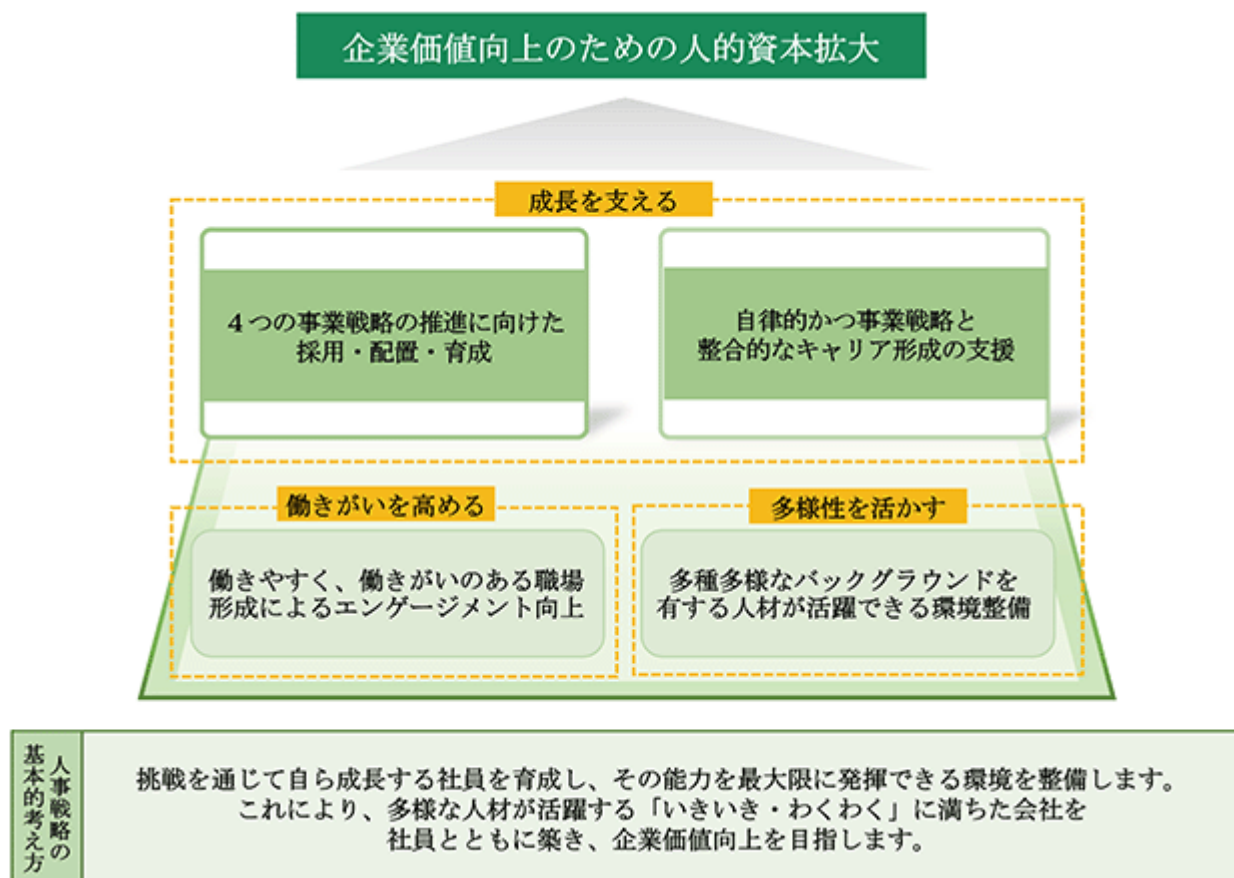 企業価値向上のための人的資本拡大
成長を支える
４つの事業戦略の推進に向けた
採用・配置・育成
自律的かつ事業戦略と
整合的なキャリア形成の支援
働きがいを高める
働きやすく、働きがいのある職場
形成によるエンゲージメント向上
多様性を活かす
多種多様なバックグラウンドを
有する人材が活躍できる環境整備
人事戦略の
基本的考え方
挑戦を通じて自ら成長する社員を育成し、その能力を最大限に発揮できる環境を整備します。
これにより、多様な人材が活躍する「いきいき・わくわく」に満ちた会社を
社員とともに築き、企業価値向上を目指します。